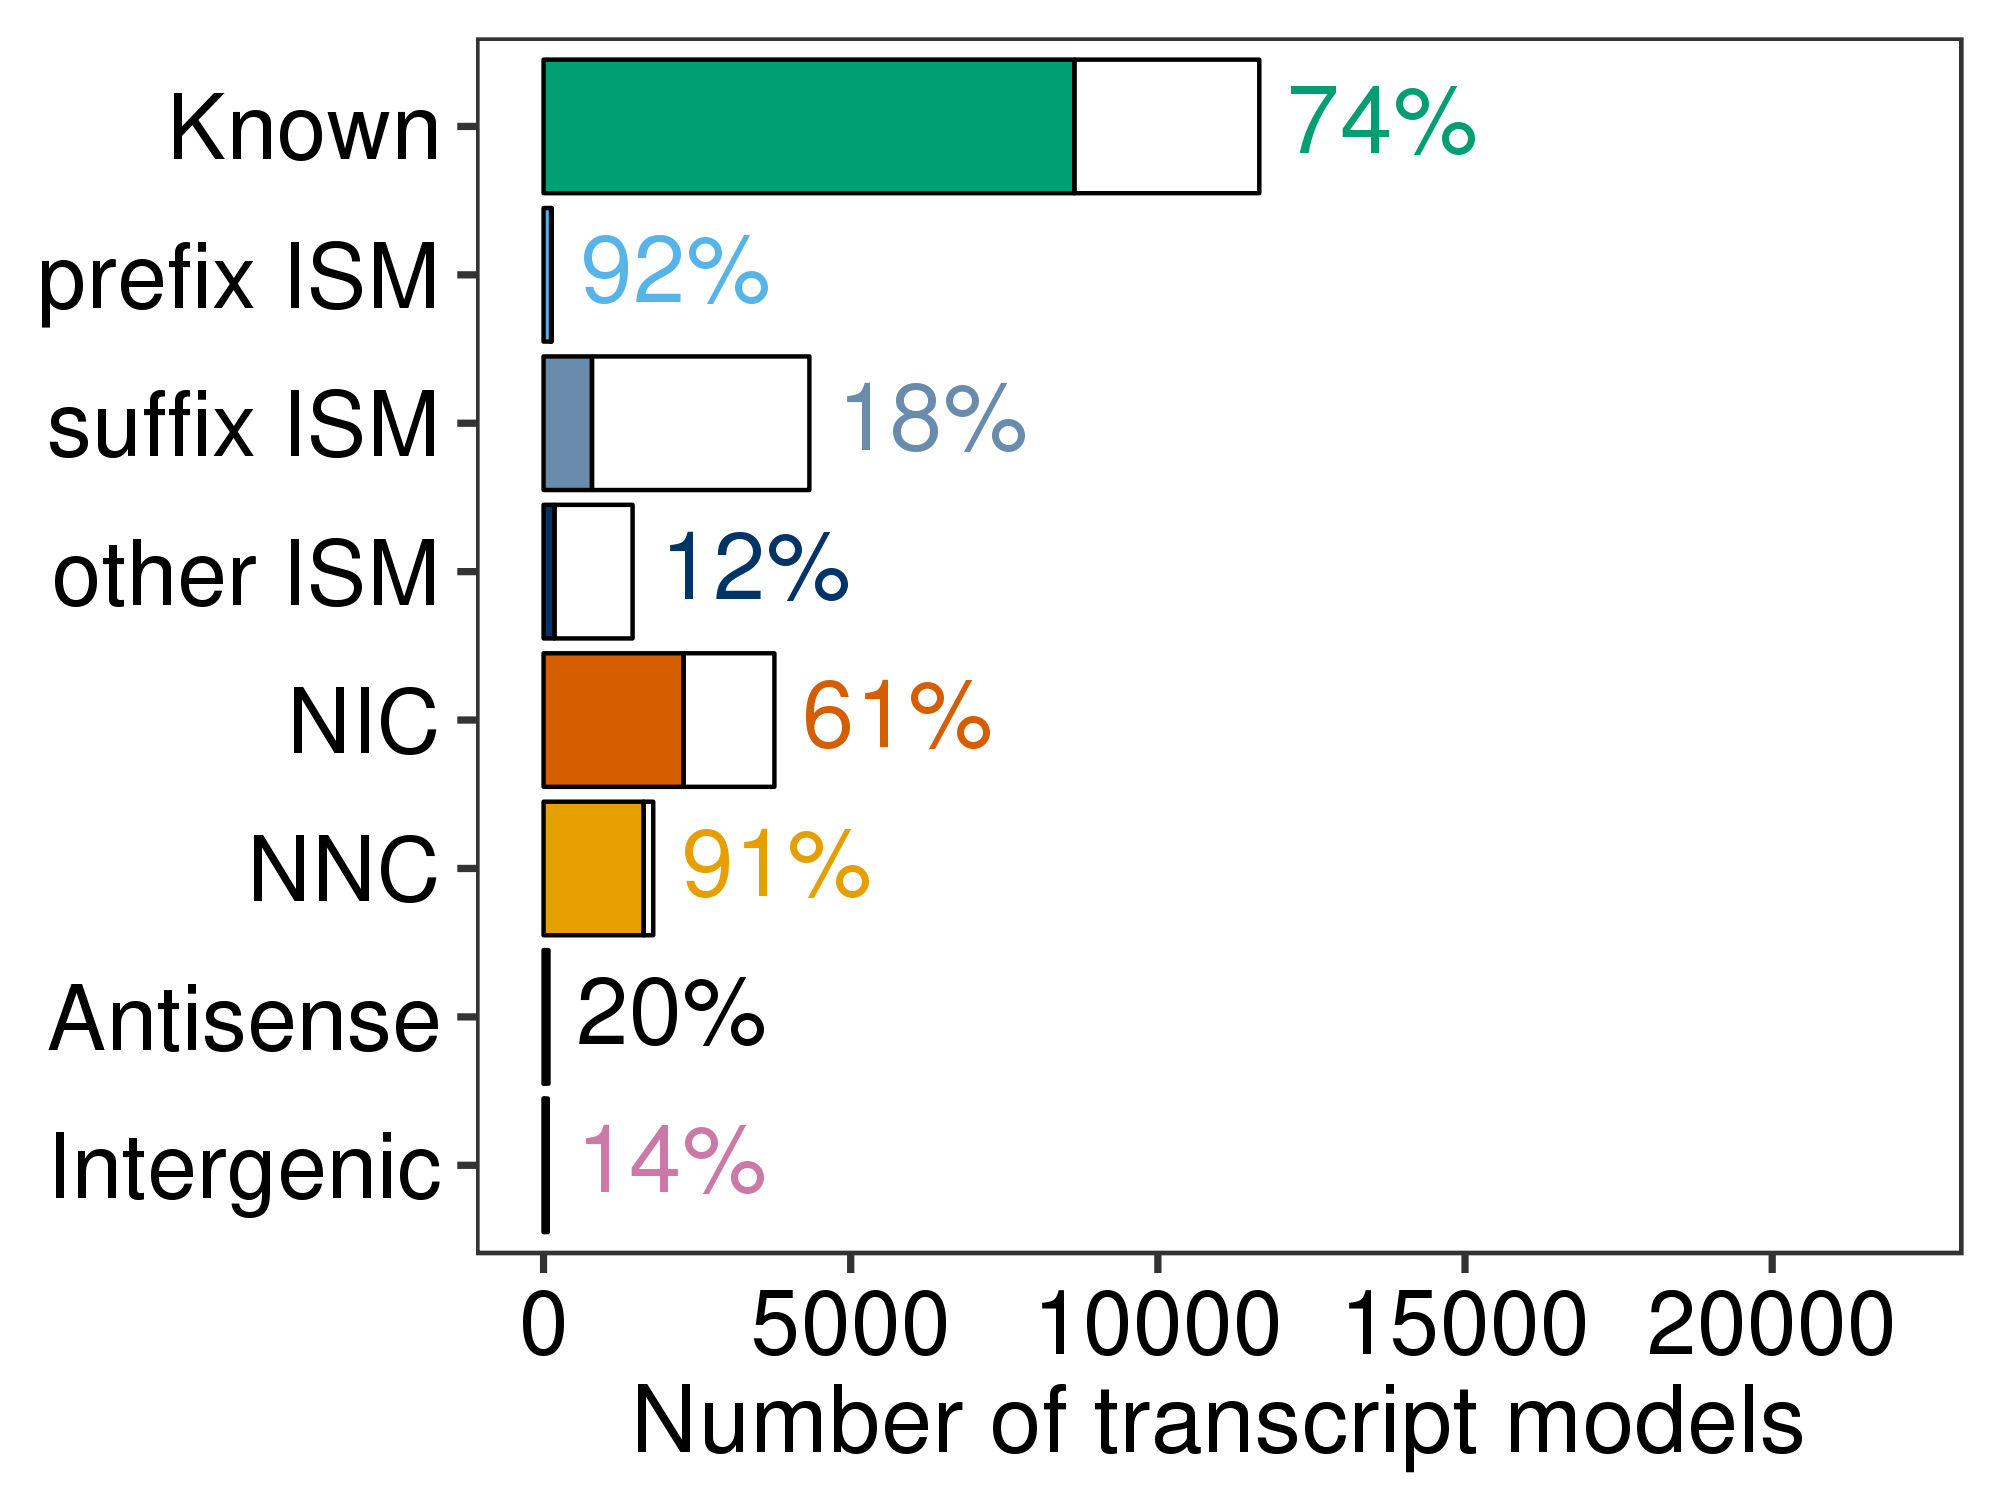 Known 74%
prefix ISM 92%
suffix ISM 18%
other ISM 12%
NIC 61%
NNC 91%
Antisense 20%
Intergenic 14%
0 5000 10000 15000 20000
Number of transcript models